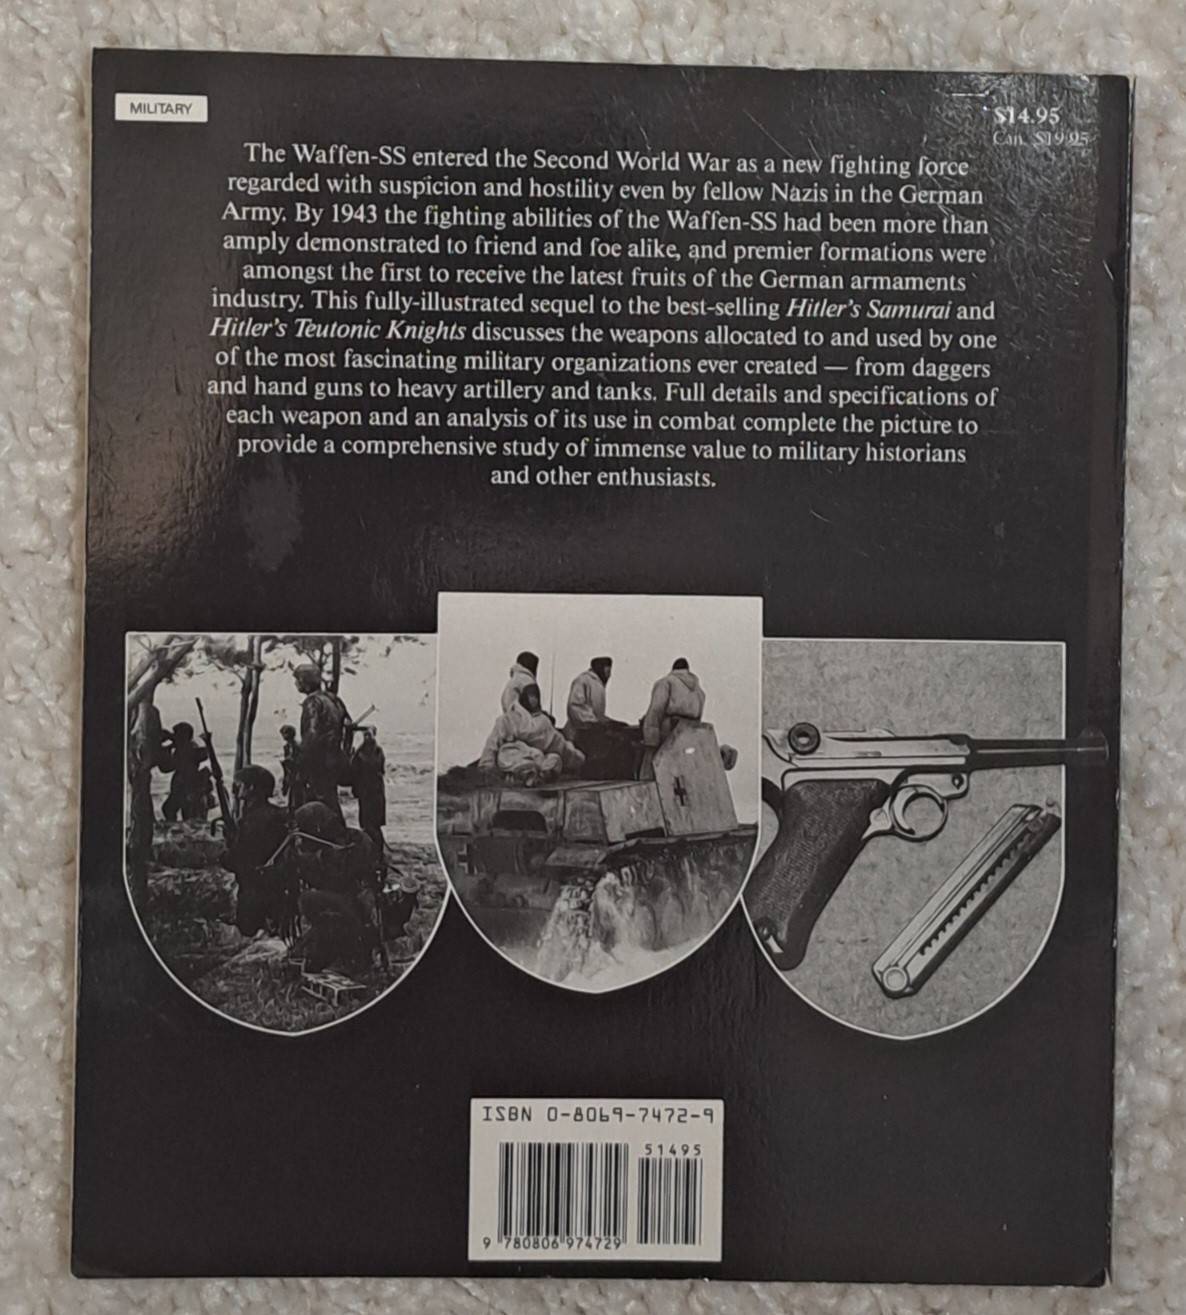 MILITARY
$14.95
Can. $19.95
The Waffen-SS entered the Second World War as a new fighting force
regarded with suspicion and hostility even by fellow Nazis in the German
Army. By 1943 the fighting abilities of the Waffen-SS had been more than
amply demonstrated to friend and foe alike, and premier formations were
amongst the first to receive the latest fruits of the German armaments
industry. This fully-illustrated sequel to the best-selling Hitler's Samurai and
Hitler's Teutonic Knights discusses the weapons allocated to and used by one
of the most fascinating military organizations ever created — from daggers
and hand guns to heavy artillery and tanks. Full details and specifications of
each weapon and an analysis of its use in combat complete the picture to
provide a comprehensive study of immense value to military historians
and other enthusiasts.
ISBN 0-8069-7472-9
51495
9 780806 974729